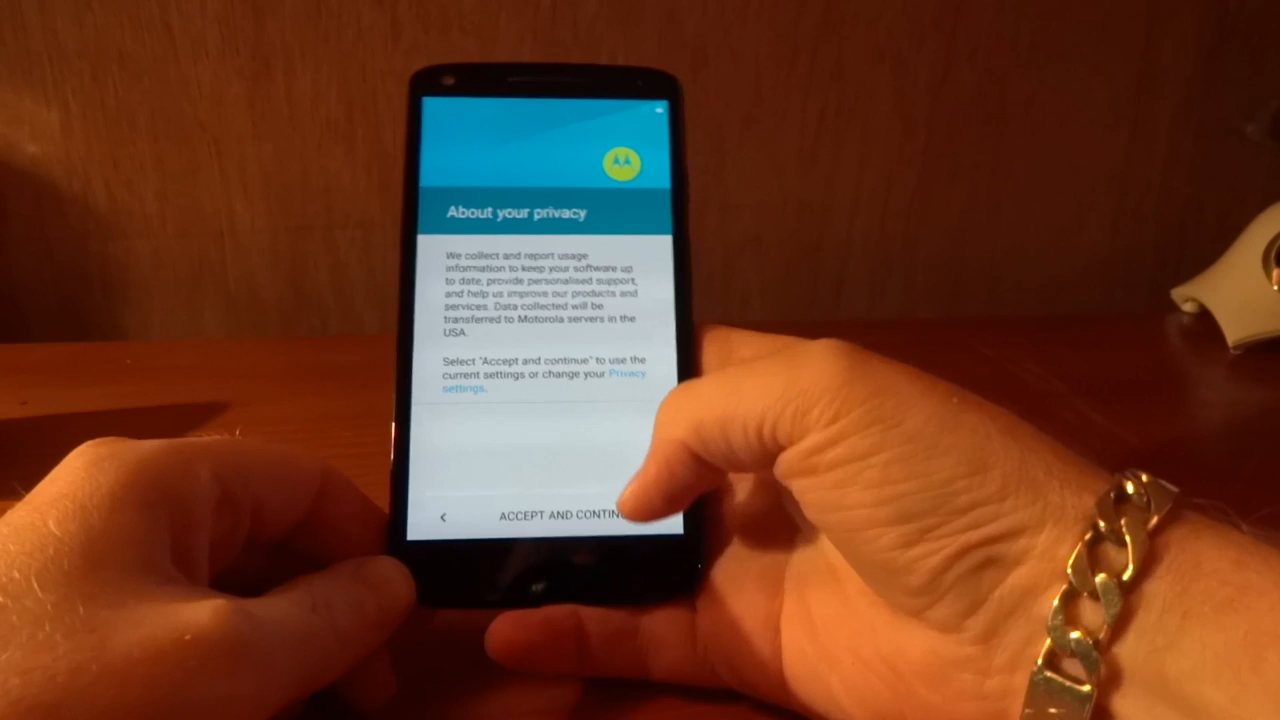 About your privacy
We collect and report usage
information to keep your software up
to date, provide personalised support,
and help us improve our products and
services. Data collected will be
transferred to Motorola servers in the
USA.
Select "Accept and continue" to use the
current settings or change your Privacy
settings.
ACCEPT AND CONTIN